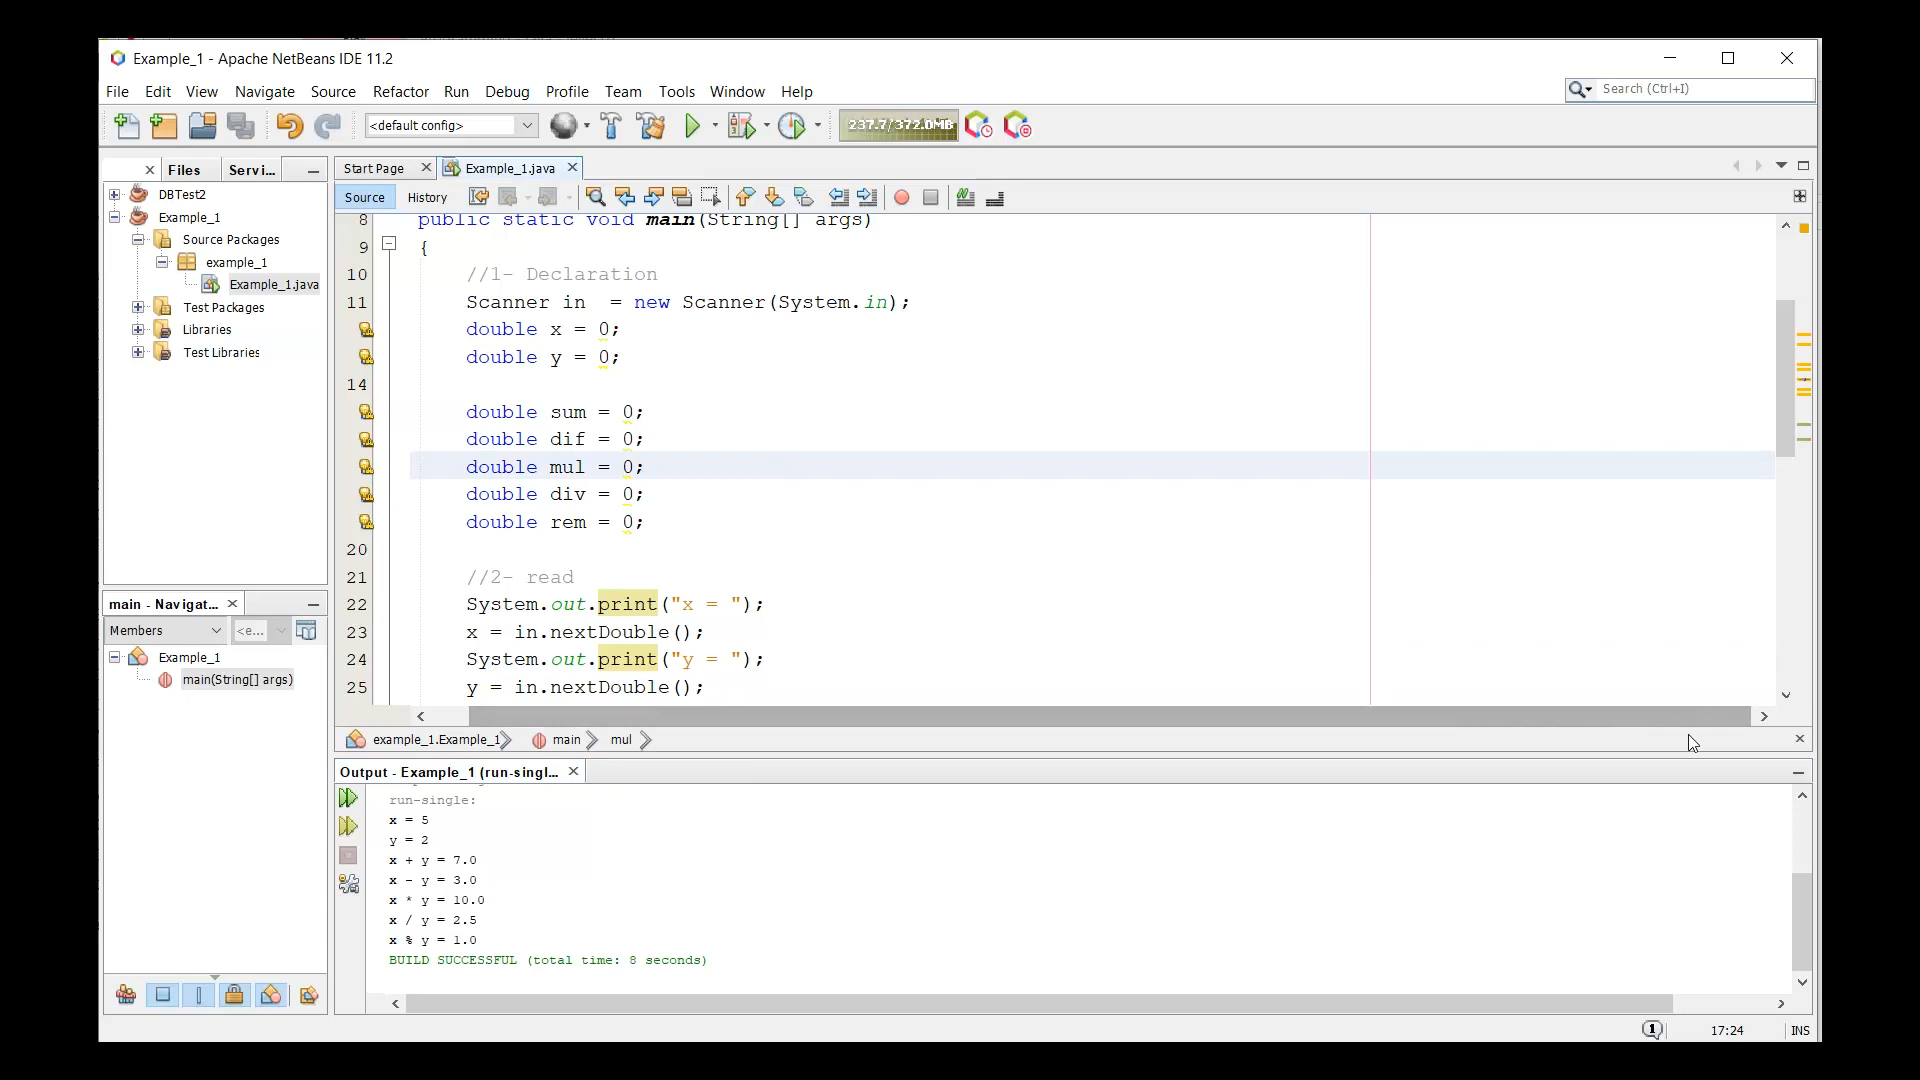 Example_1 - Apache NetBeans IDE 11.2
File Edit View Navigate Source Refactor Run Debug Profile Team Tools Window Help
Search (Ctrl+I)
<default config>
237.7/372.0MB
Files Servi...
DBTest2
Example_1
Source Packages
example_1
Example_1.java
Test Packages
Libraries
Test Libraries
main - Navigat...
Members <e...
Example_1
main(String[] args)
Start Page Example_1.java
Source History
8 public static void main(String[] args)
9 {
10 //1- Declaration
11 Scanner in  = new Scanner(System.in);
double x = 0;
double y = 0;
14
double sum = 0;
double dif = 0;
double mul = 0;
double div = 0;
double rem = 0;
20
21 //2- read
22 System.out.print("x = ");
23 x = in.nextDouble();
24 System.out.print("y = ");
25 y = in.nextDouble();
example_1.Example_1 main mul
Output - Example_1 (run-singl...
run-single:
x = 5
y = 2
x + y = 7.0
x - y = 3.0
x * y = 10.0
x / y = 2.5
x % y = 1.0
BUILD SUCCESSFUL (total time: 8 seconds)
1 17:24 INS